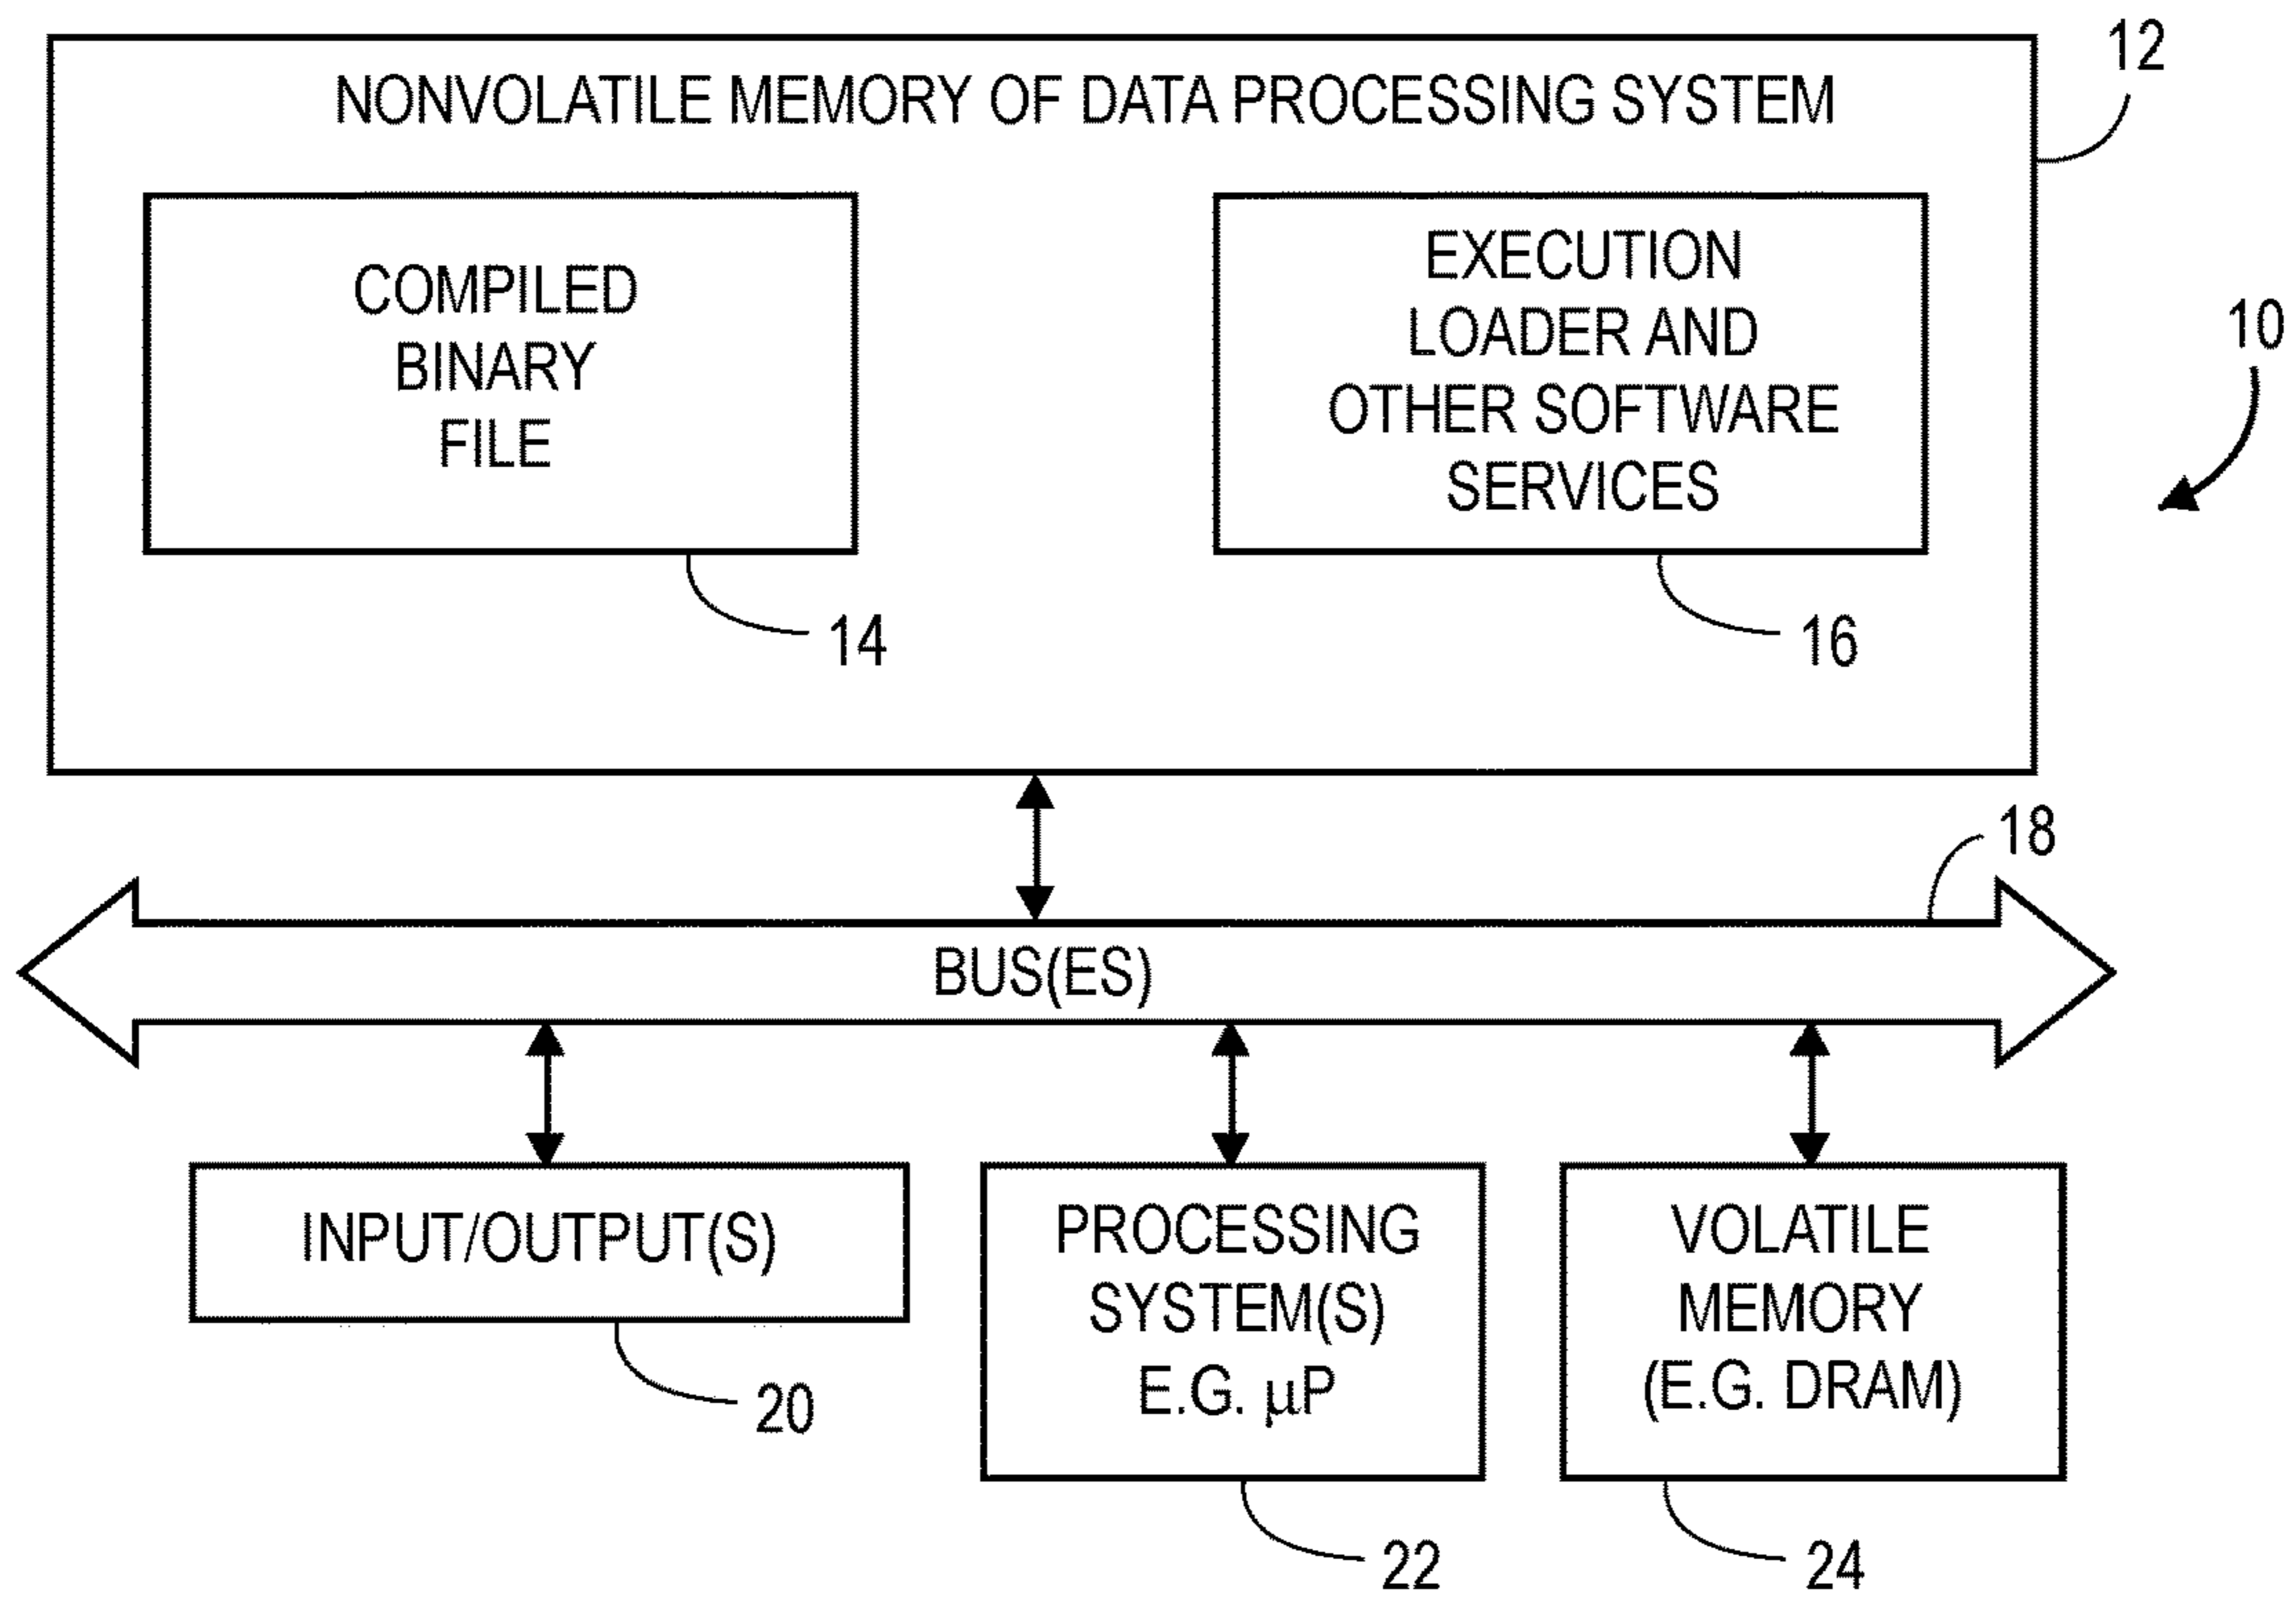 12
NONVOLATILE MEMORY OF DATA PROCESSING SYSTEM
COMPILED
BINARY
FILE
EXECUTION
LOADER AND
OTHER SOFTWARE
SERVICES
10
14
16
18
BUS(ES)
INPUT/OUTPUT(S)
PROCESSING
SYSTEM(S)
E.G. µP
VOLATILE
MEMORY
(E.G. DRAM)
20
22
24